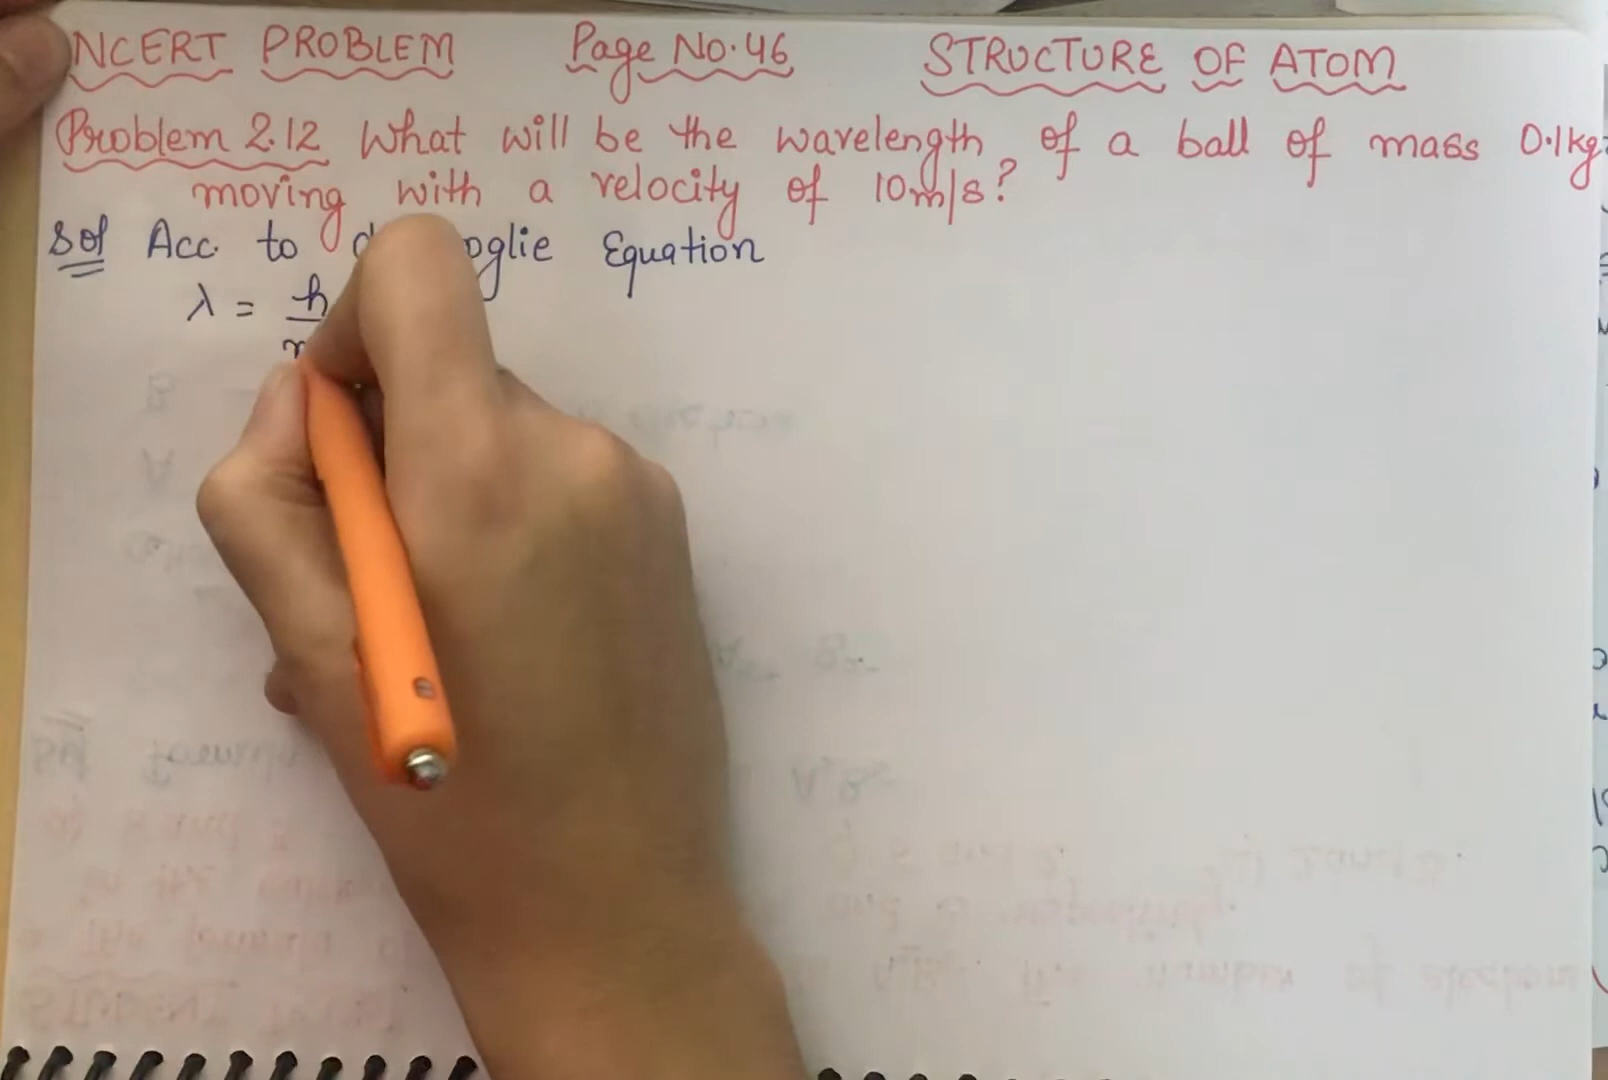 NCERT PROBLEM Page No. 46 STRUCTURE OF ATOM
Problem 2.12 What will be the wavelength of a ball of mass 0.1kg
moving with a velocity of 10m/s?
Sol Acc. to Equation
λ = h